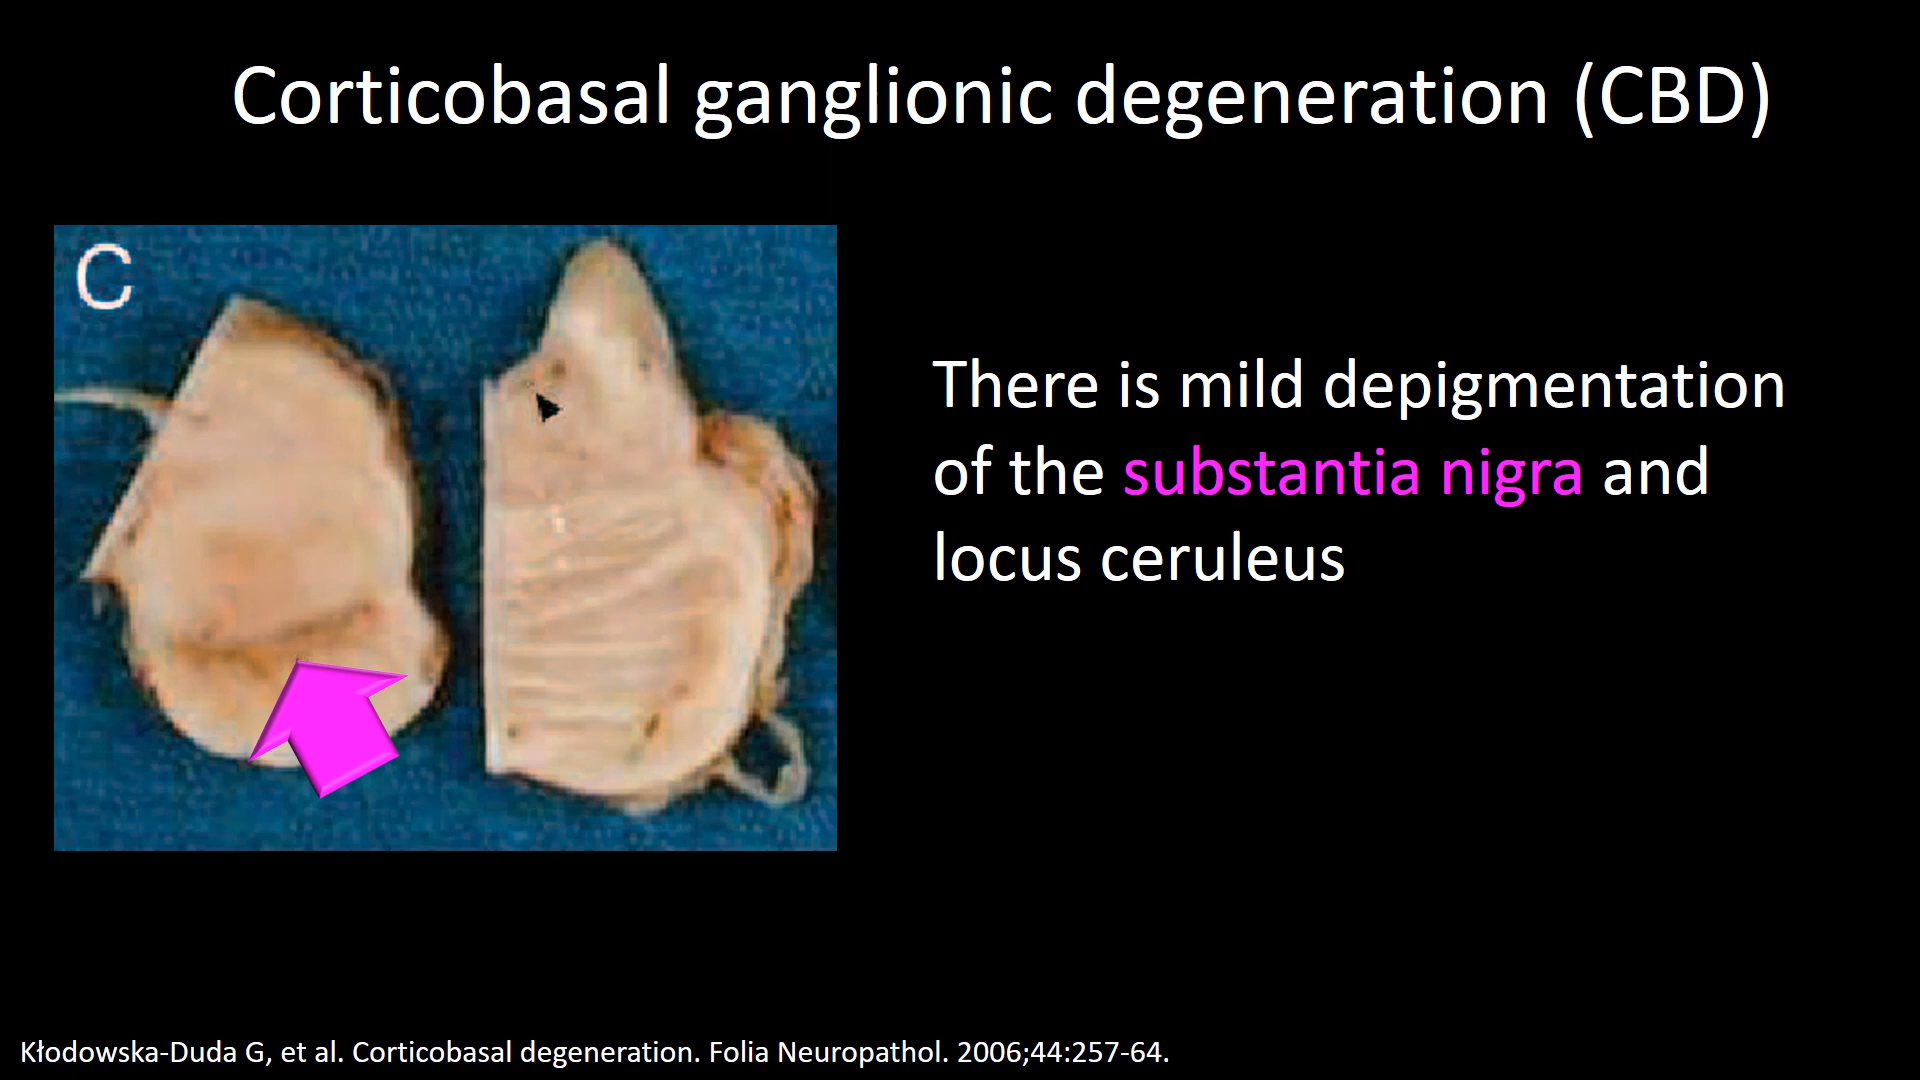 Corticobasal ganglionic degeneration (CBD)
C
There is mild depigmentation
of the substantia nigra and
locus ceruleus
Kłodowska-Duda G, et al. Corticobasal degeneration. Folia Neuropathol. 2006;44:257-64.